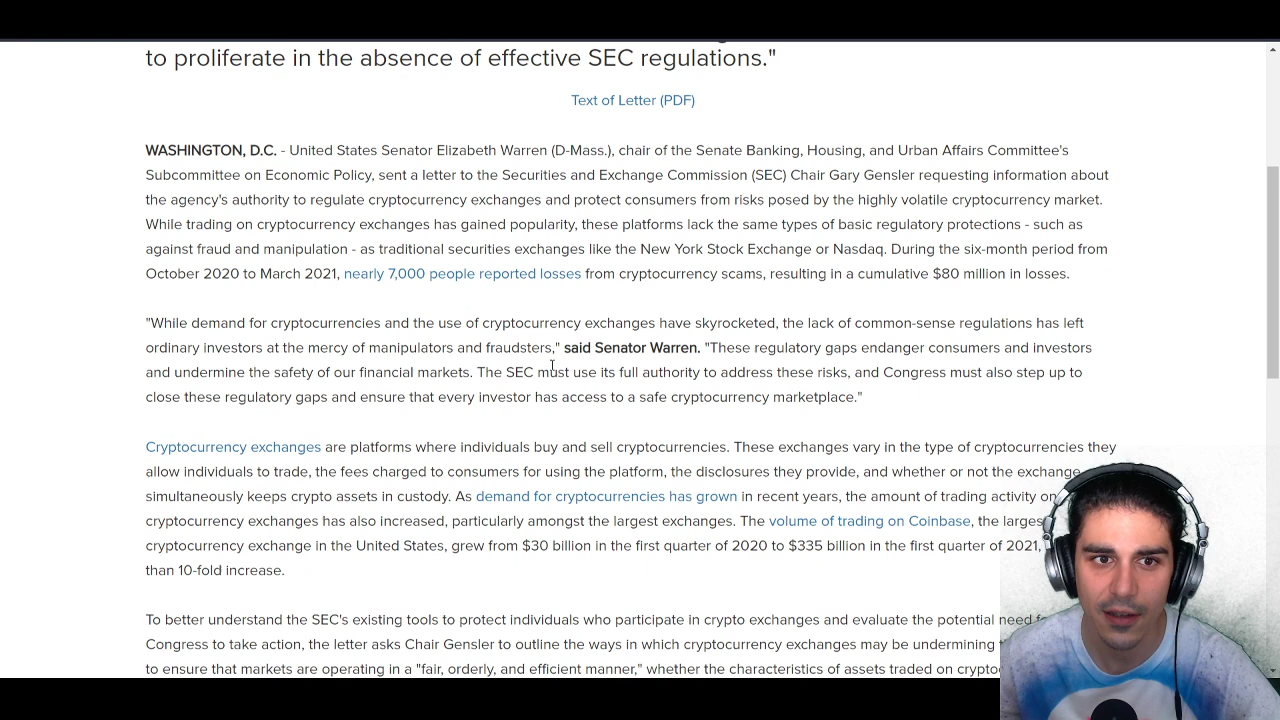 to proliferate in the absence of effective SEC regulations."
Text of Letter (PDF)
WASHINGTON, D.C. - United States Senator Elizabeth Warren (D-Mass.), chair of the Senate Banking, Housing, and Urban Affairs Committee's
Subcommittee on Economic Policy, sent a letter to the Securities and Exchange Commission (SEC) Chair Gary Gensler requesting information about
the agency's authority to regulate cryptocurrency exchanges and protect consumers from risks posed by the highly volatile cryptocurrency market.
While trading on cryptocurrency exchanges has gained popularity, these platforms lack the same types of basic regulatory protections - such as
against fraud and manipulation - as traditional securities exchanges like the New York Stock Exchange or Nasdaq. During the six-month period from
October 2020 to March 2021, nearly 7,000 people reported losses from cryptocurrency scams, resulting in a cumulative $80 million in losses.
"While demand for cryptocurrencies and the use of cryptocurrency exchanges have skyrocketed, the lack of common-sense regulations has left
ordinary investors at the mercy of manipulators and fraudsters," said Senator Warren. "These regulatory gaps endanger consumers and investors
and undermine the safety of our financial markets. The SEC must use its full authority to address these risks, and Congress must also step up to
close these regulatory gaps and ensure that every investor has access to a safe cryptocurrency marketplace."
Cryptocurrency exchanges are platforms where individuals buy and sell cryptocurrencies. These exchanges vary in the type of cryptocurrencies they
allow individuals to trade, the fees charged to consumers for using the platform, the disclosures they provide, and whether or not the exchange
simultaneously keeps crypto assets in custody. As demand for cryptocurrencies has grown in recent years, the amount of trading activity on
cryptocurrency exchanges has also increased, particularly amongst the largest exchanges. The volume of trading on Coinbase, the larges
cryptocurrency exchange in the United States, grew from $30 billion in the first quarter of 2020 to $335 billion in the first quarter of 2021,
than 10-fold increase.
To better understand the SEC's existing tools to protect individuals who participate in crypto exchanges and evaluate the potential need
Congress to take action, the letter asks Chair Gensler to outline the ways in which cryptocurrency exchanges may be undermining
to ensure that markets are operating in a "fair, orderly, and efficient manner," whether the characteristics of assets traded on